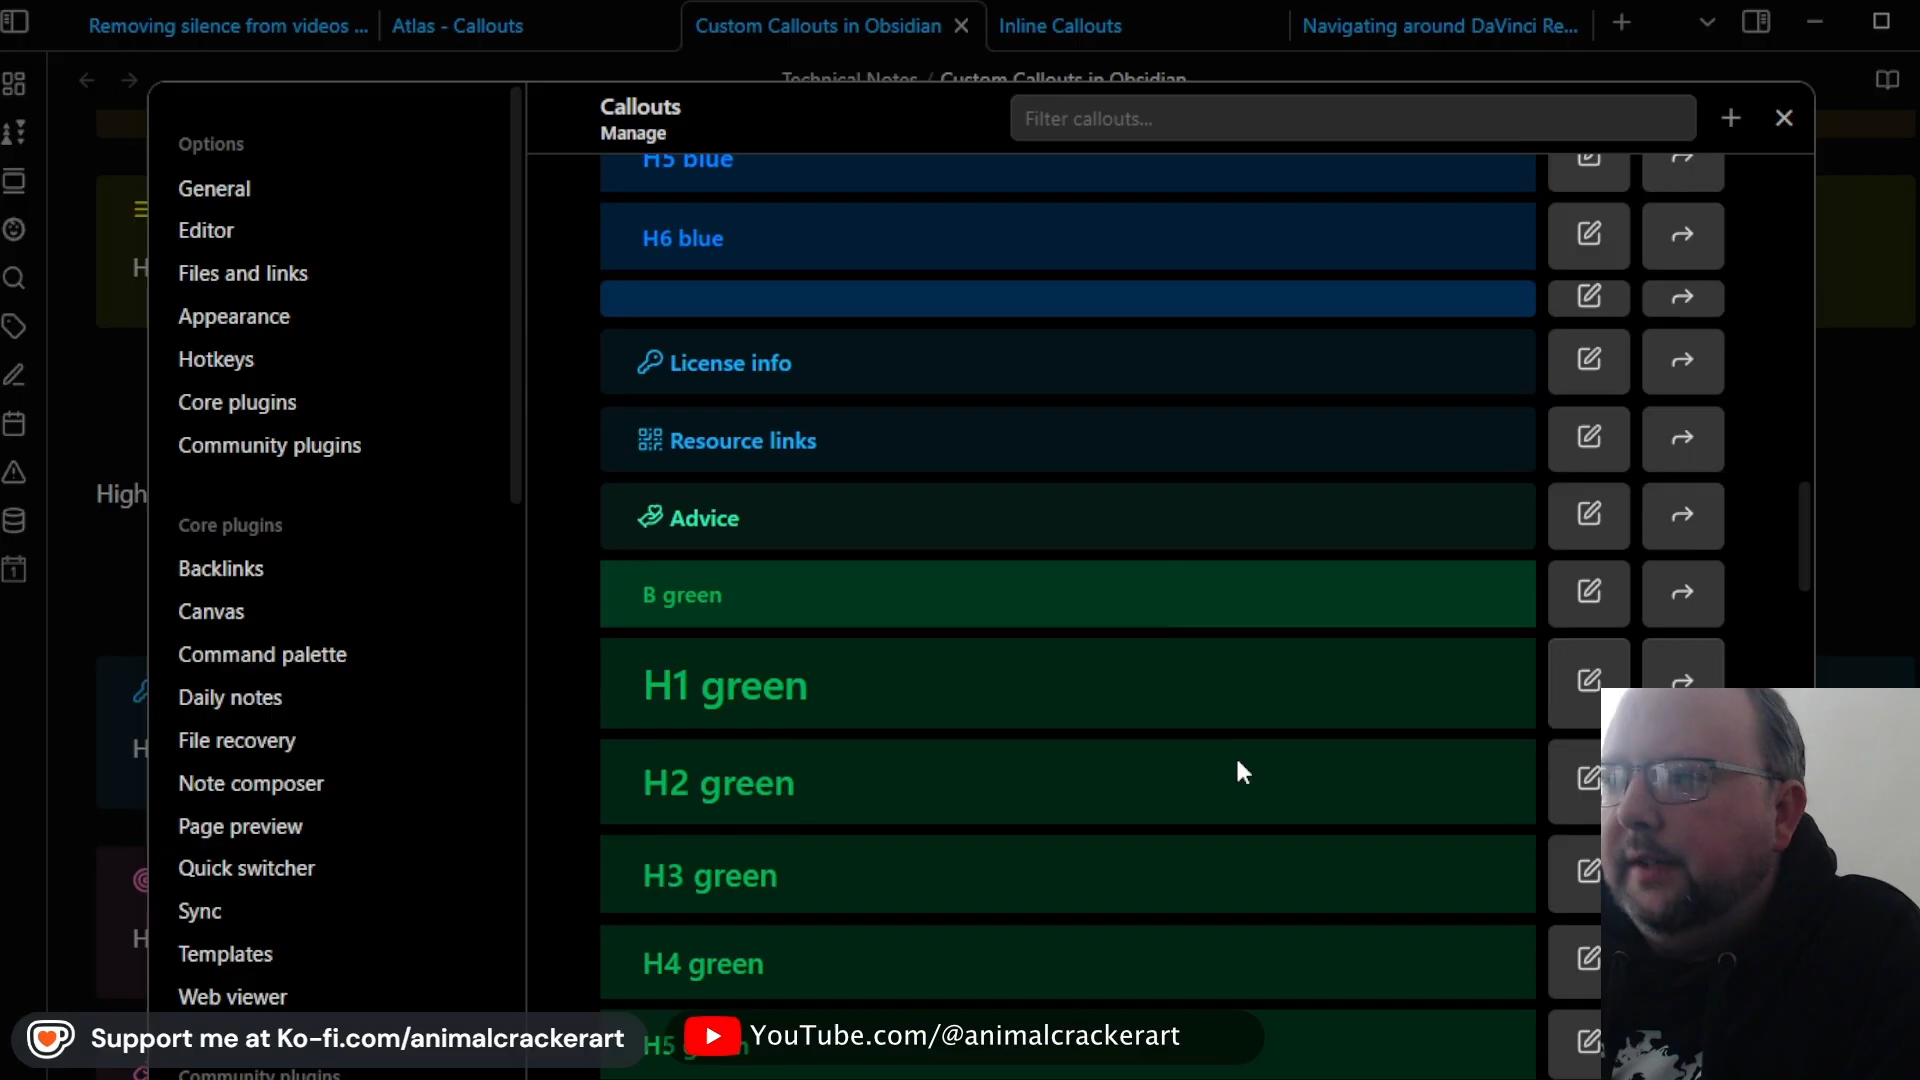 Removing silence from videos ...
Atlas - Callouts
Custom Callouts in Obsidian
Inline Callouts
Navigating around DaVinci Re...
Technical Notes / Custom Callouts in Obsidian
Options
General
Editor
Files and links
Appearance
Hotkeys
Core plugins
Community plugins
Core plugins
Backlinks
Canvas
Command palette
Daily notes
File recovery
Note composer
Page preview
Quick switcher
Sync
Templates
Web viewer
Community plugins
Callouts
Manage
Filter callouts...
H5 blue
H6 blue
License info
Resource links
Advice
B green
H1 green
H2 green
H3 green
H4 green
H5
High
H
H
H
1
Support me at Ko-fi.com/animalcrackerart
YouTube.com/@animalcrackerart